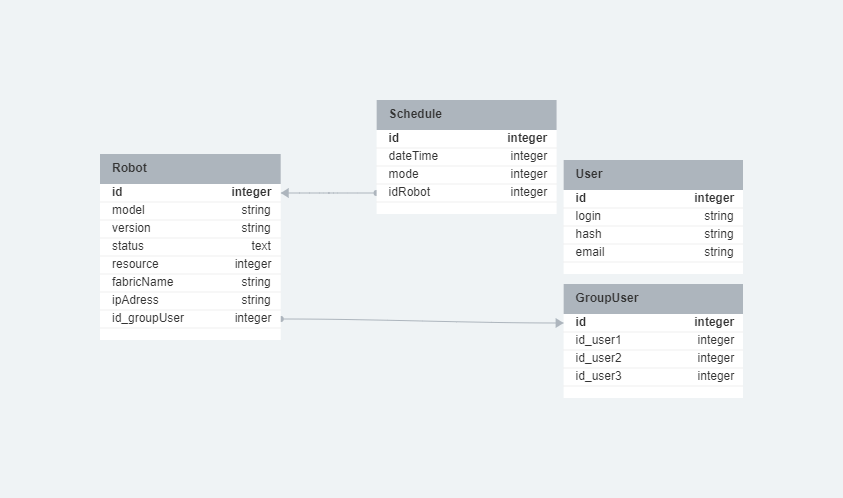 Schedule
id integer
dateTime integer
mode integer
idRobot integer
Robot
id integer
model string
version string
status text
resource integer
fabricName string
ipAdress string
id_groupUser integer
User
id integer
login string
hash string
email string
GroupUser
id integer
id_user1 integer
id_user2 integer
id_user3 integer